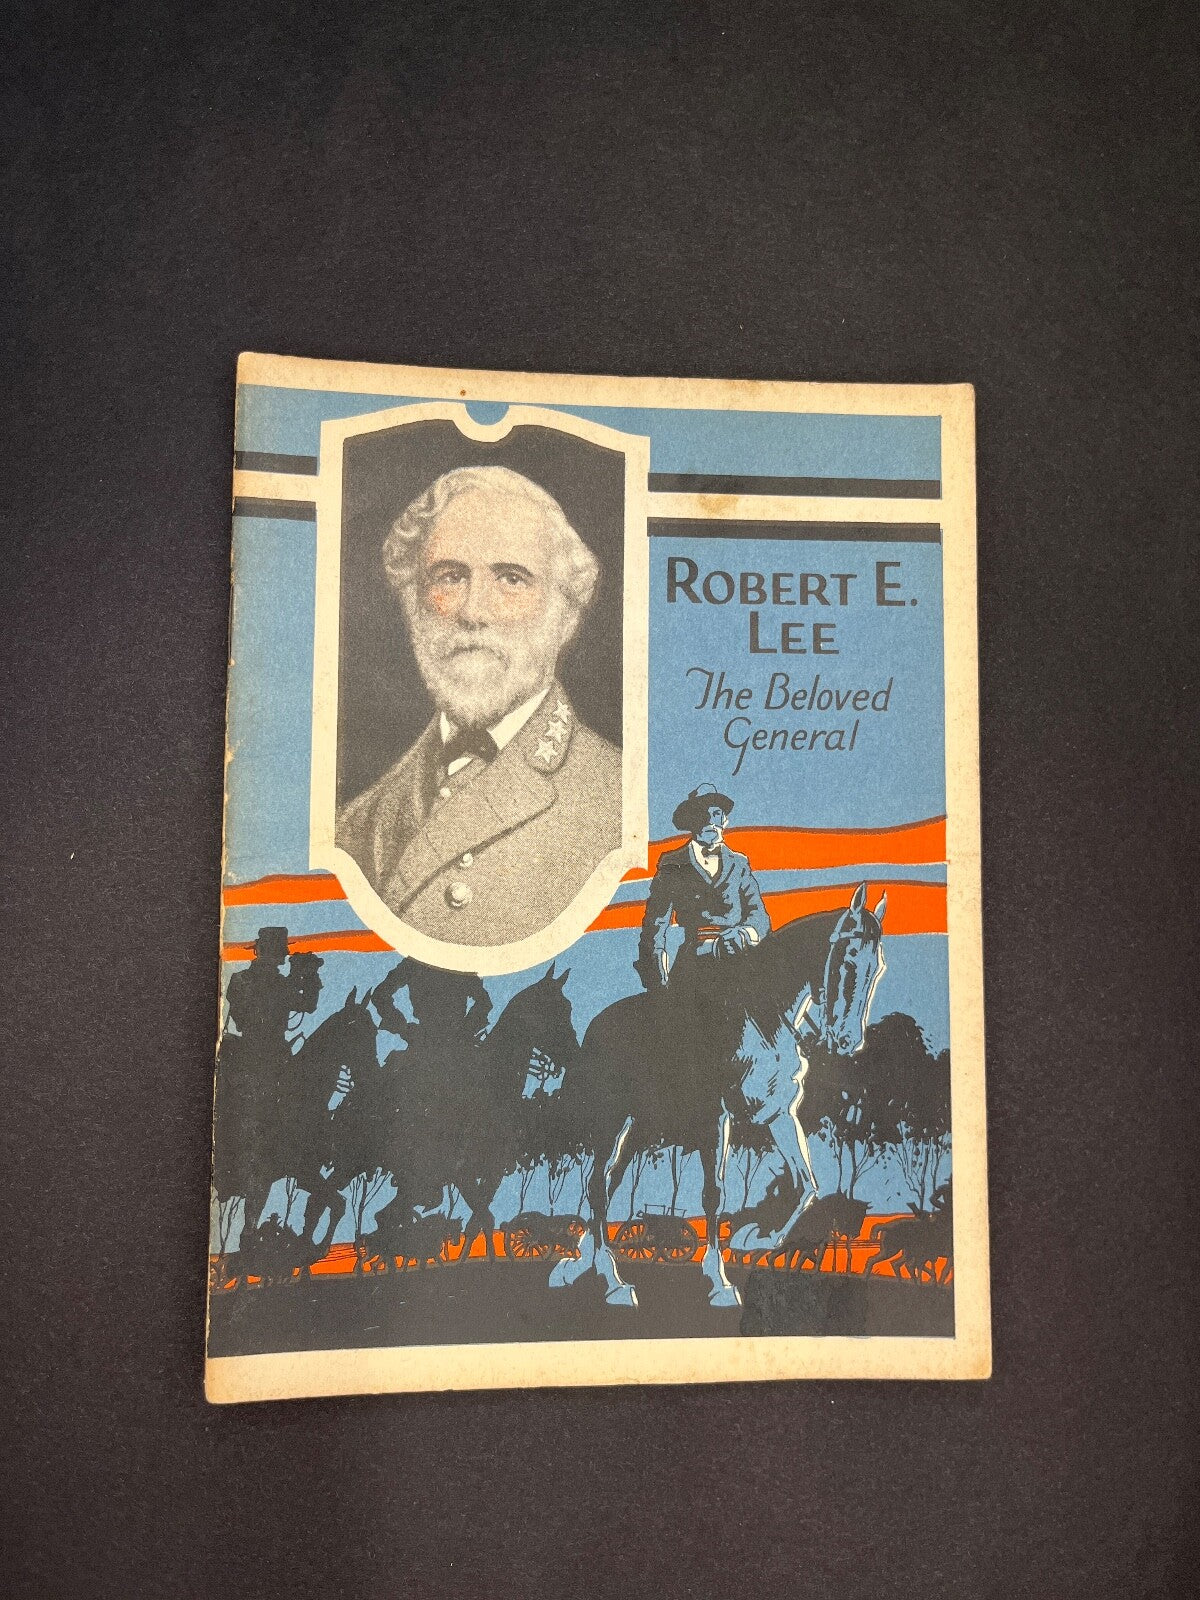 ROBERT E.
LEE
The Beloved
General